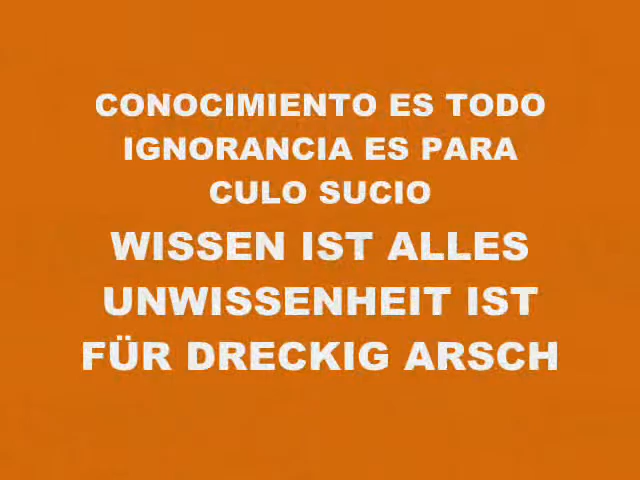 CONOCIMIENTO ES TODO
IGNORANCIA ES PARA
CULO SUCIO
WISSEN IST ALLES
UNWISSENHEIT IST
FÜR DRECKIG ARSCH